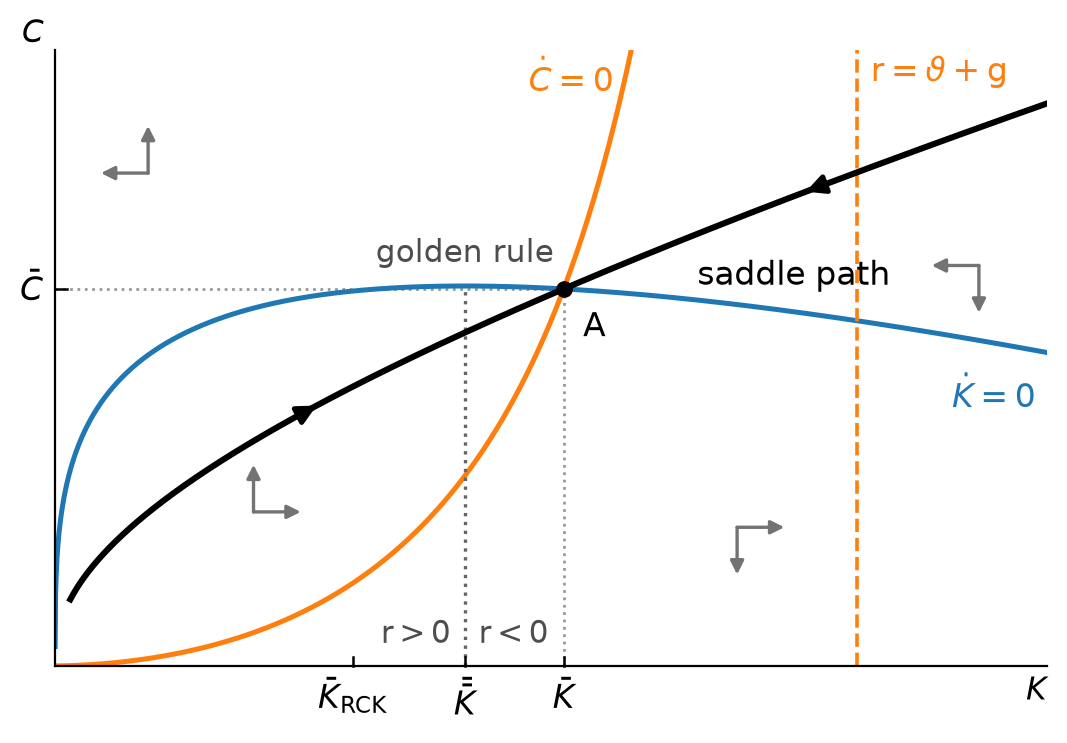 C
Ċ = 0
r = ϑ + g
golden rule
saddle path
C̄
A
K̇ = 0
r > 0
r < 0
K̄_RCK
K̿
K̄
K